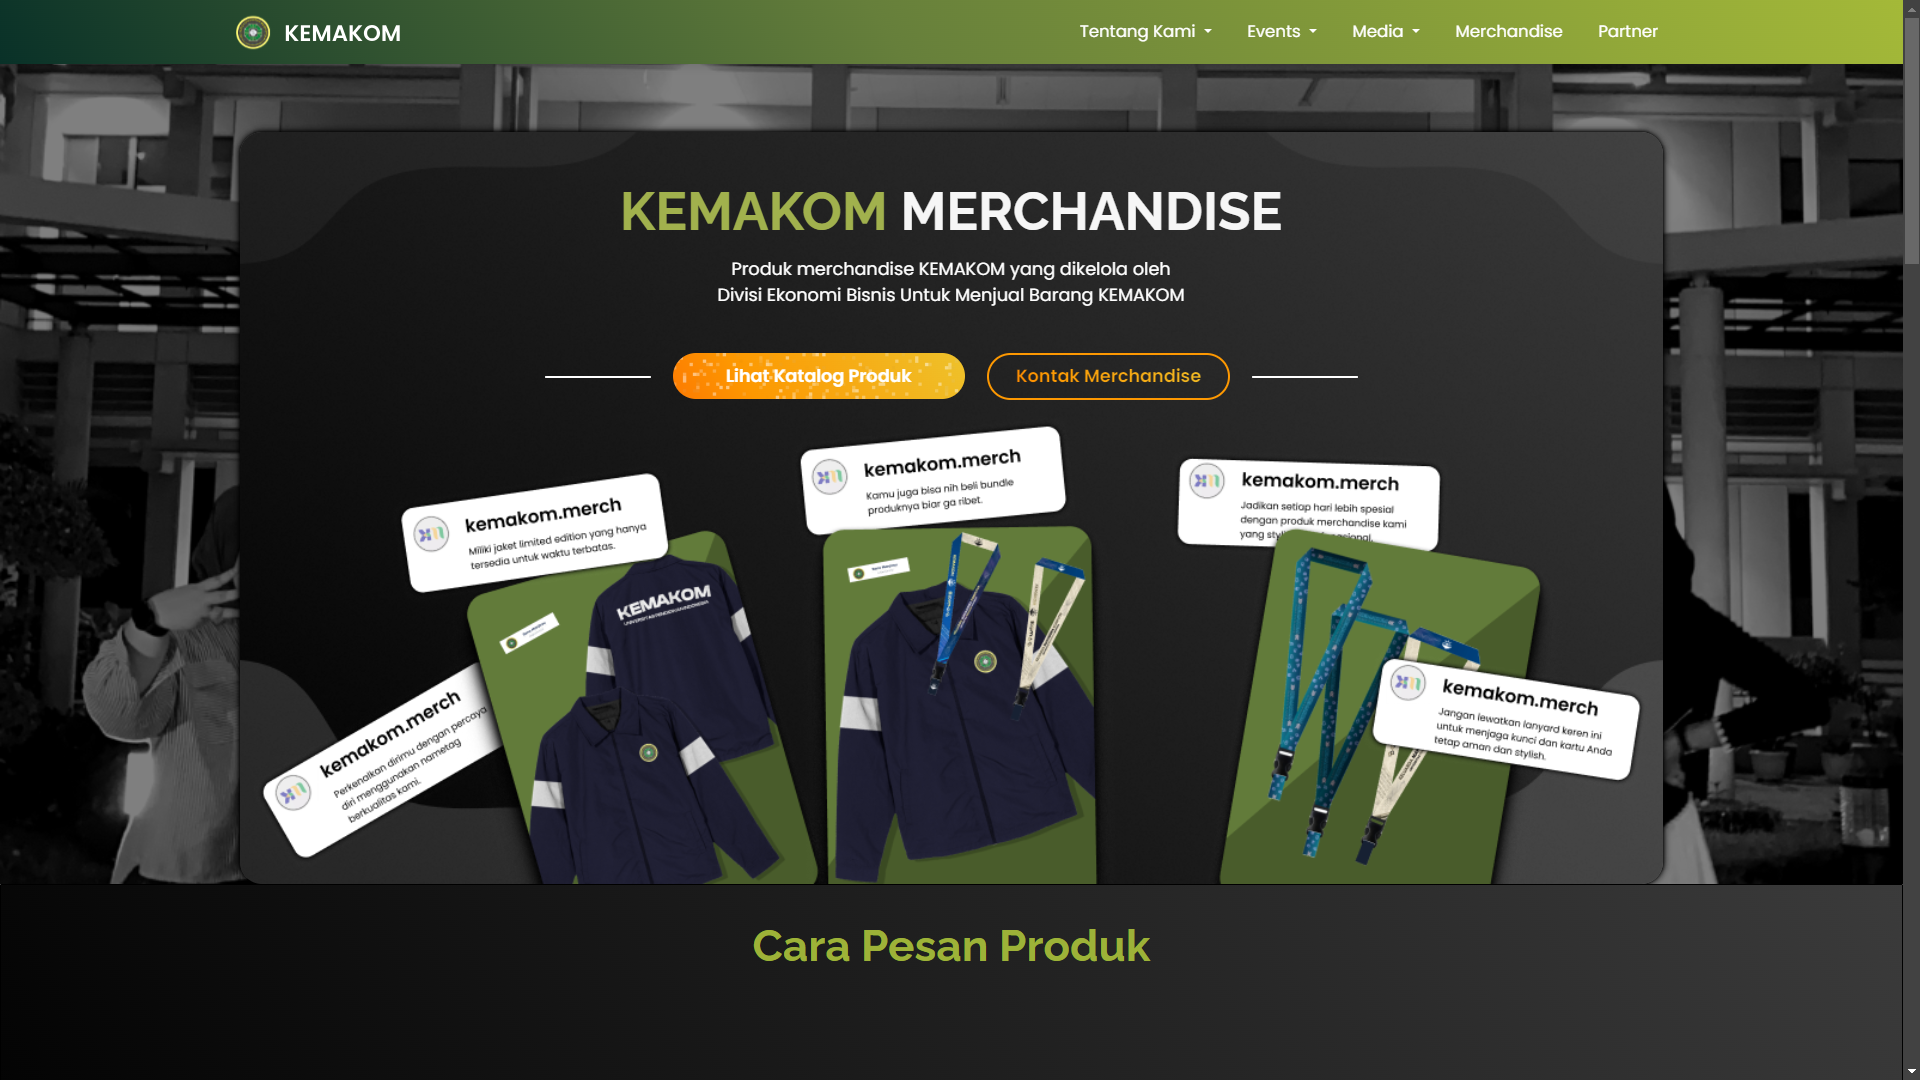 KEMAKOM
Tentang Kami
Events
Media
Merchandise
Partner
KEMAKOM MERCHANDISE
Produk merchandise KEMAKOM yang dikelola oleh
Divisi Ekonomi Bisnis Untuk Menjual Barang KEMAKOM
Lihat Katalog Produk
Kontak Merchandise
kemakom.merch
Miliki jaket limited edition yang hanya
tersedia untuk waktu terbatas.
kemakom.merch
Kamu juga bisa nih beli bundle
produknya biar ga ribet.
kemakom.merch
Jadikan setiap hari lebih spesial
dengan produk merchandise kami
yang
KEMAKOM
UNIVERSITAS PENDIDIKAN INDONESIA
kemakom.merch
Perkenalkan dirimu dengan percaya
diri menggunakan nametag
berkualitas kami.
kemakom.merch
Jangan lewatkan lanyard keren ini
untuk menjaga kunci dan kartu Anda
tetap aman dan stylish.
Cara Pesan Produk